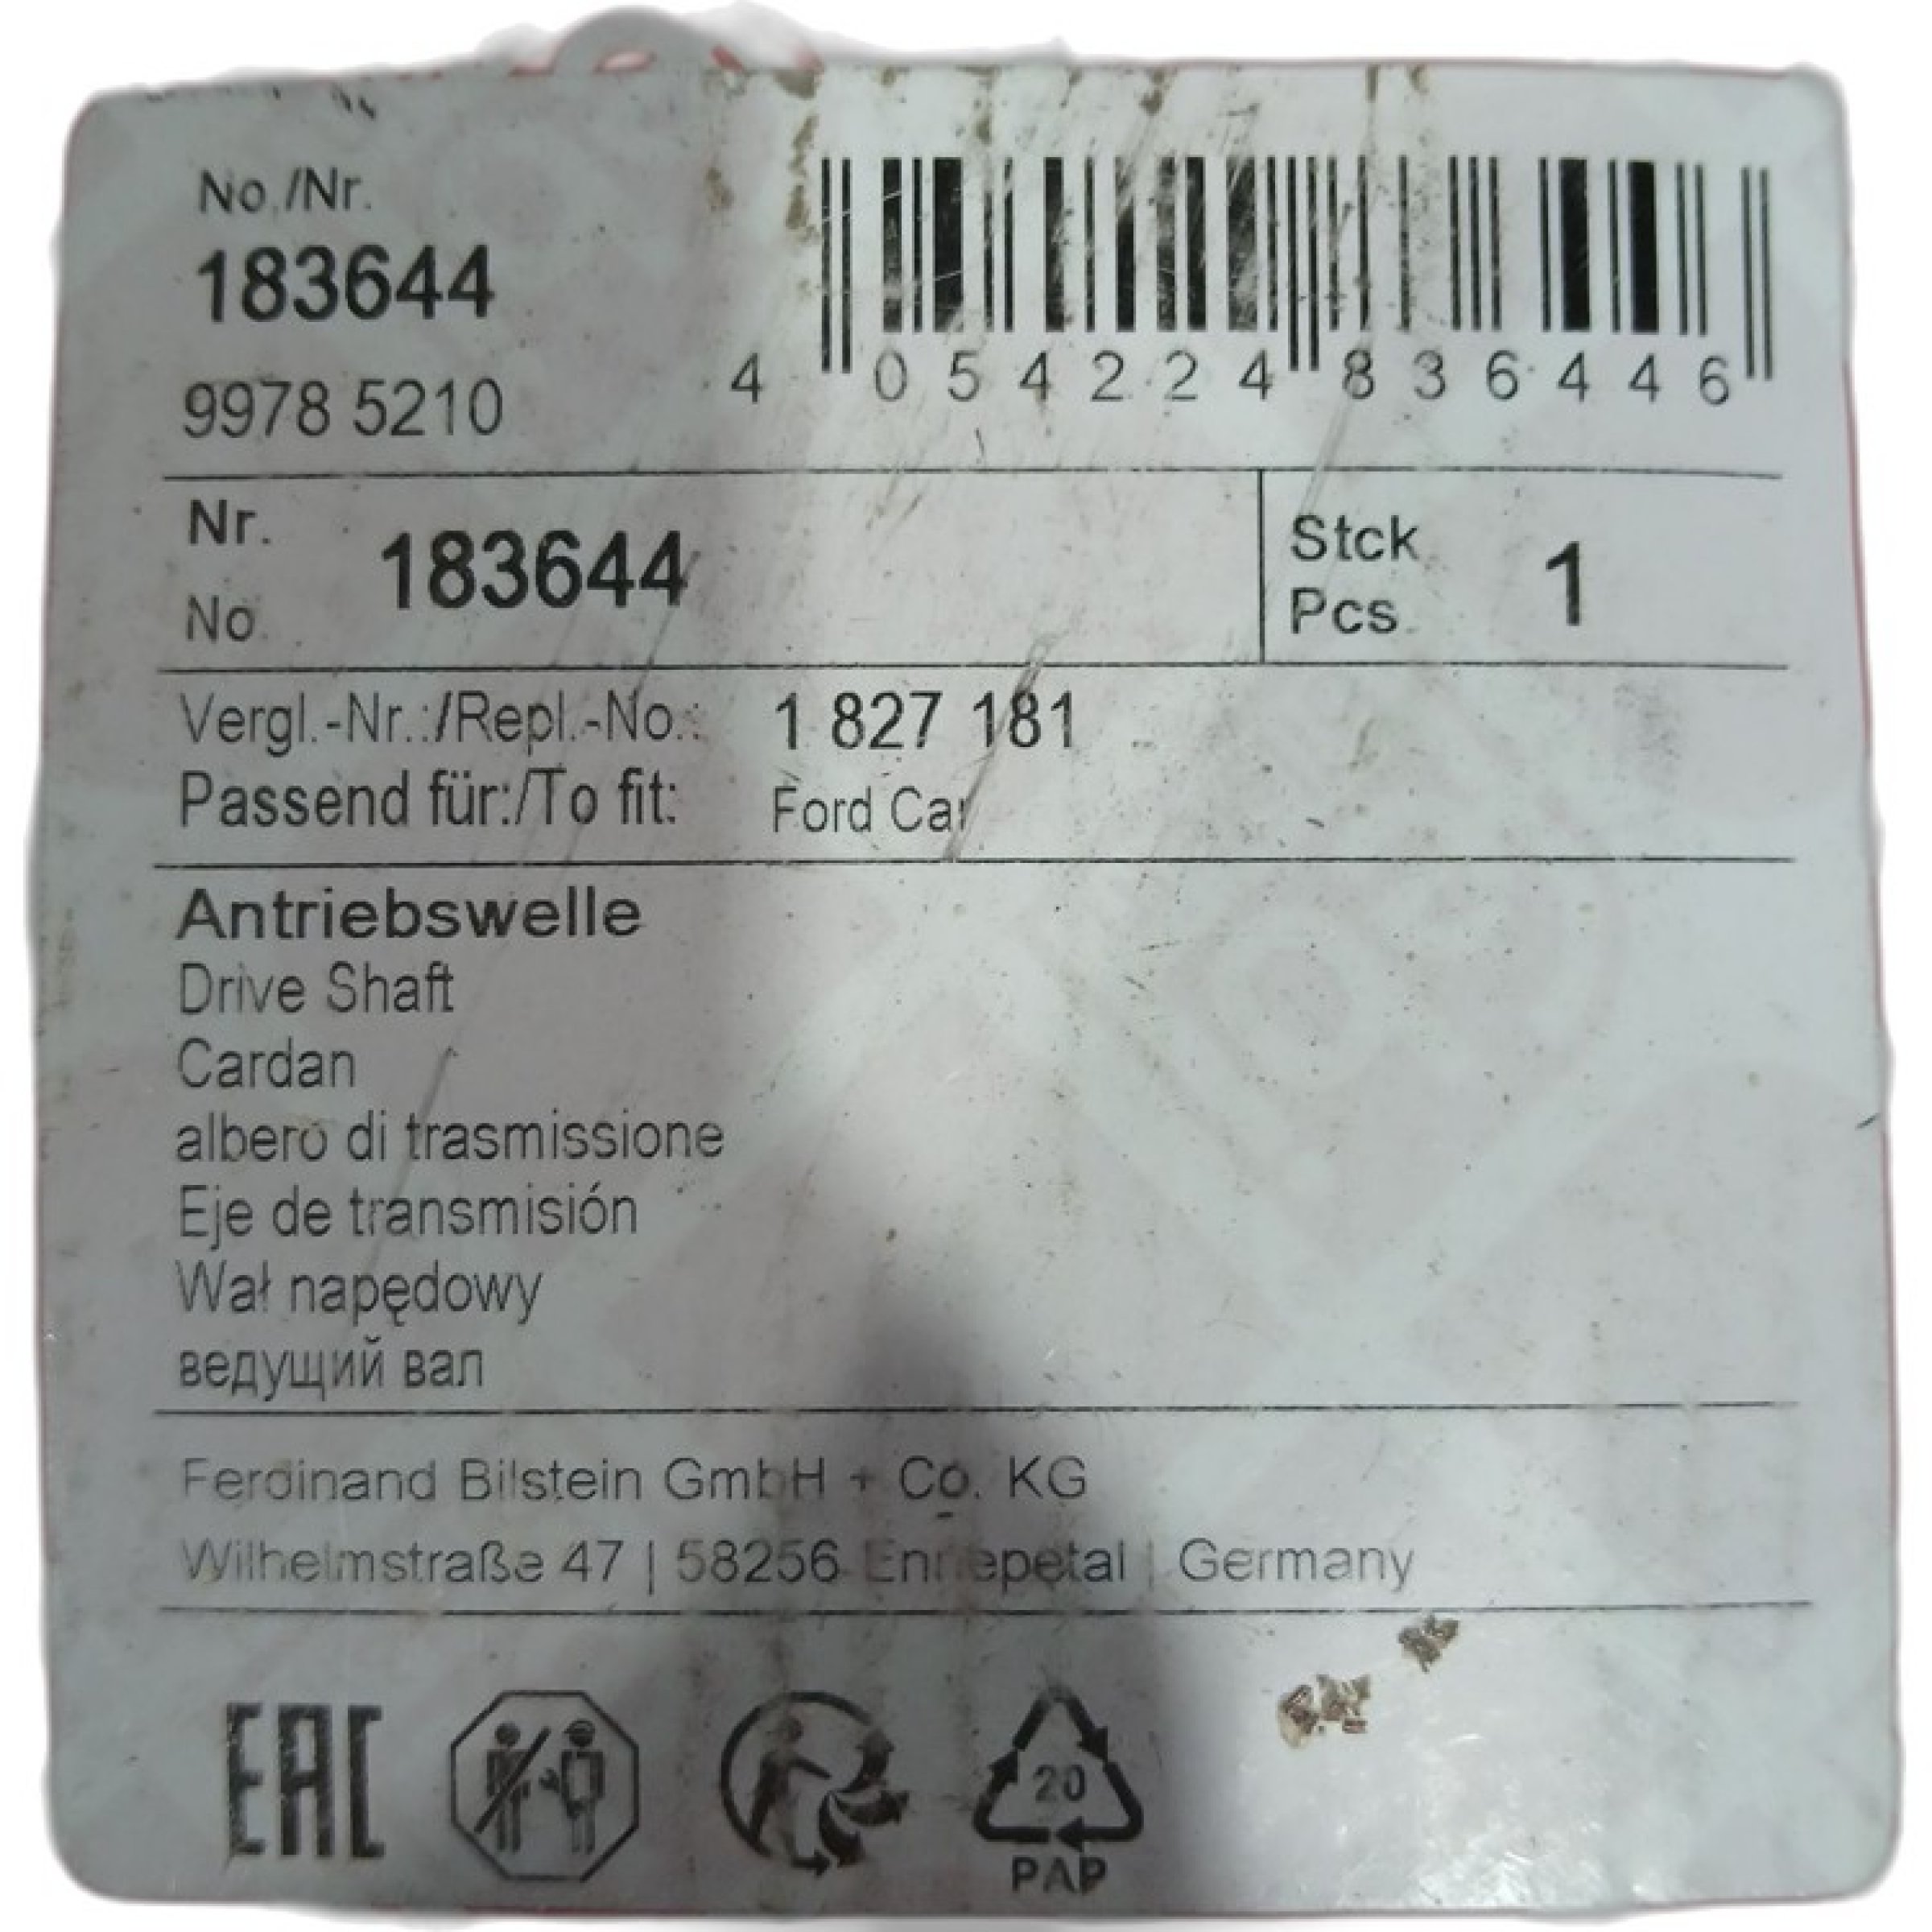 No./Nr.
183644
9978 5210
4 054224 836446
Nr.
No.
183644
Stck
Pcs.
1
Vergl.-Nr.:/Repl.-No.: 1 827 181
Passend für:/To fit: Ford Car
Antriebswelle
Drive Shaft
Cardan
albero di trasmissione
Eje de transmisión
Wał napędowy
ведущий вал
Ferdinand Bilstein GmbH + Co. KG
Wilhelmstraße 47 | 58256 Ennepetal | Germany
EAC
20
PAP